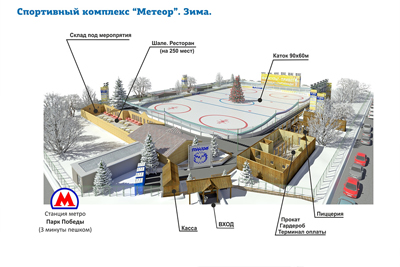 Спортивный комплекс “Метеор”. Зима.
Склад под меропрятия
Шале. Ресторан
(на 250 мест)
Каток 90х60м
М
Станция метро
Парк Победы
(3 минуты пешком)
Касса
ВХОД
Прокат
Гардероб
Терминал оплаты
Пиццерия